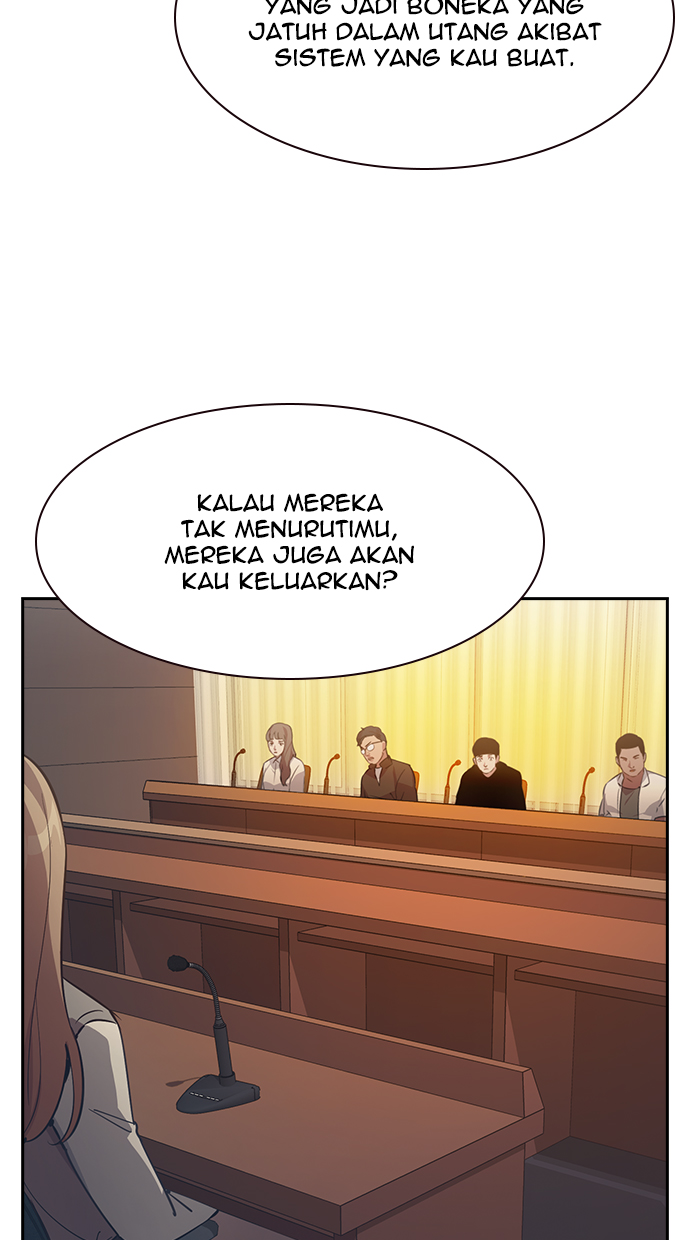 YANG JADI BONEKA YANG
JATUH DALAM UTANG AKIBAT
SISTEM YANG KAU BUAT.
KALAU MEREKA
TAK MENURUTIMU,
MEREKA JUGA AKAN
KAU KELUARKAN?